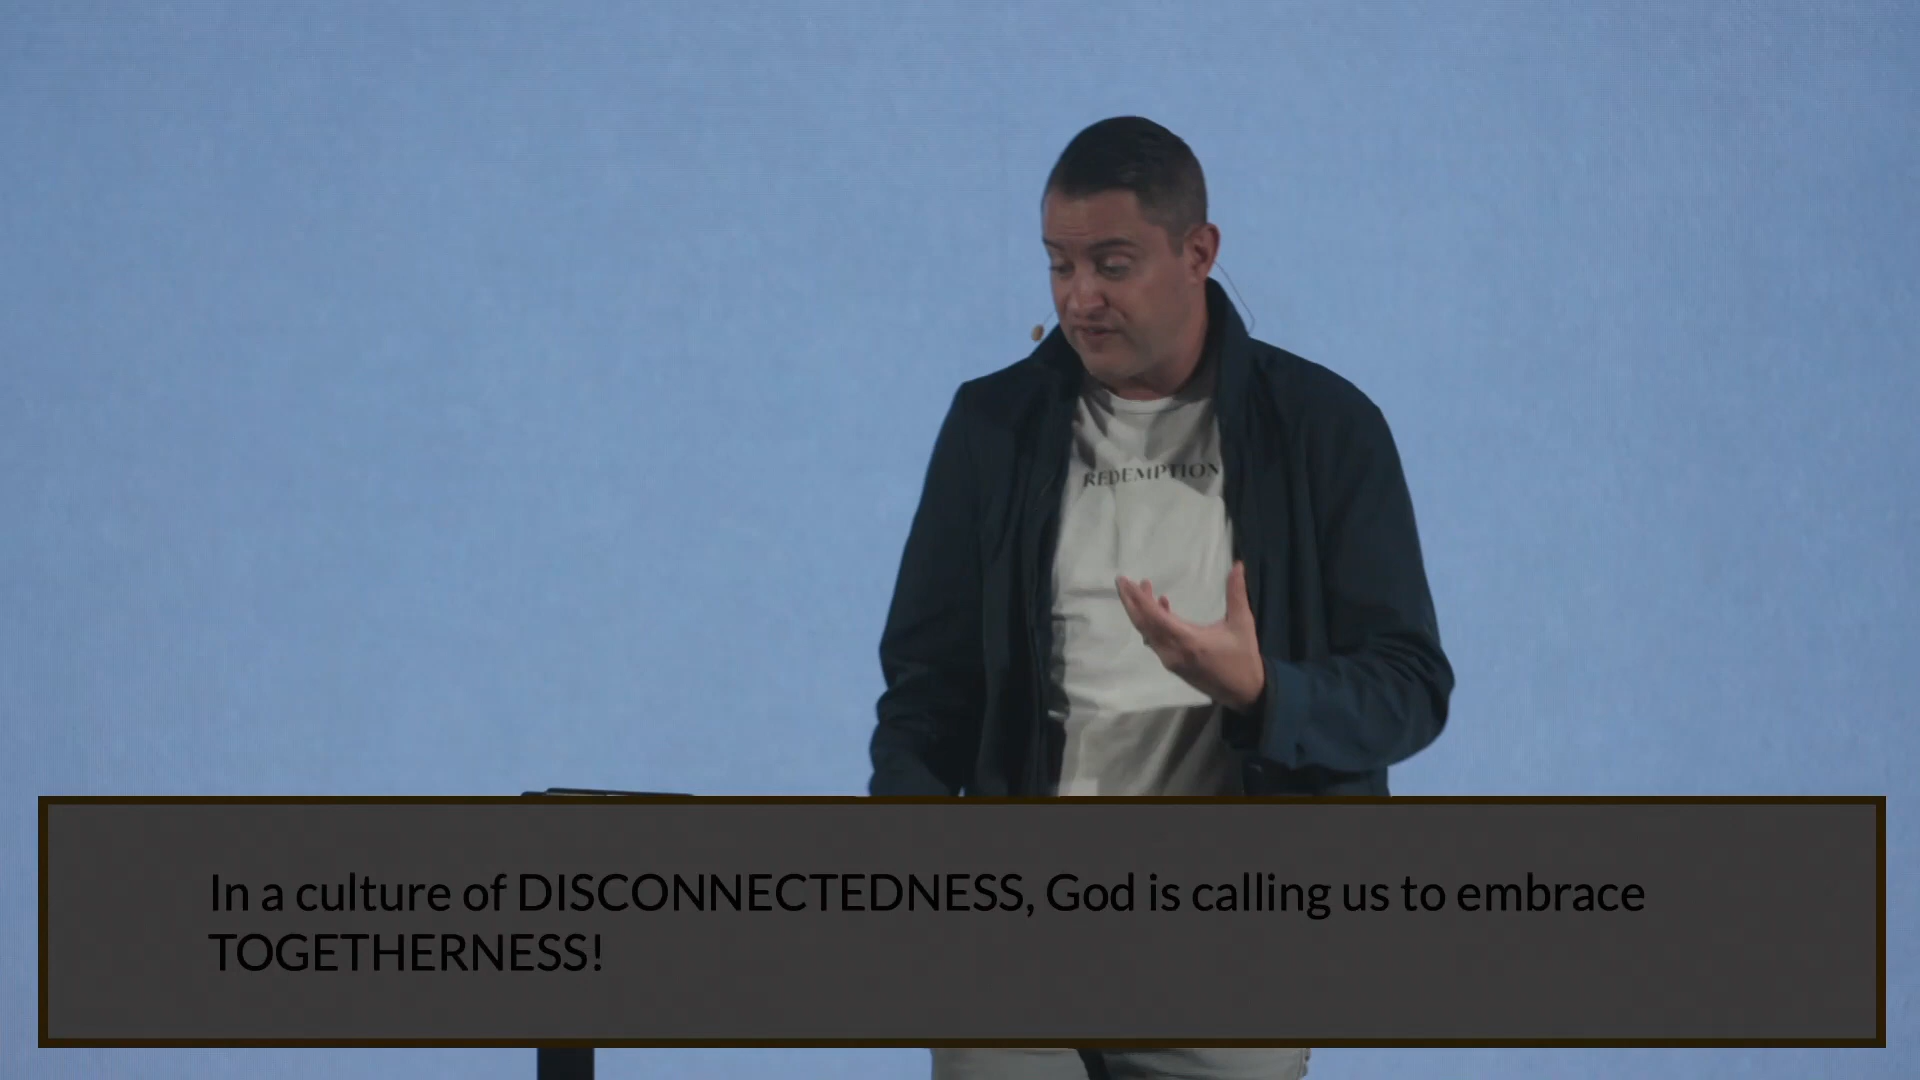 REDEMPTION
In a culture of DISCONNECTEDNESS, God is calling us to embrace
TOGETHERNESS!